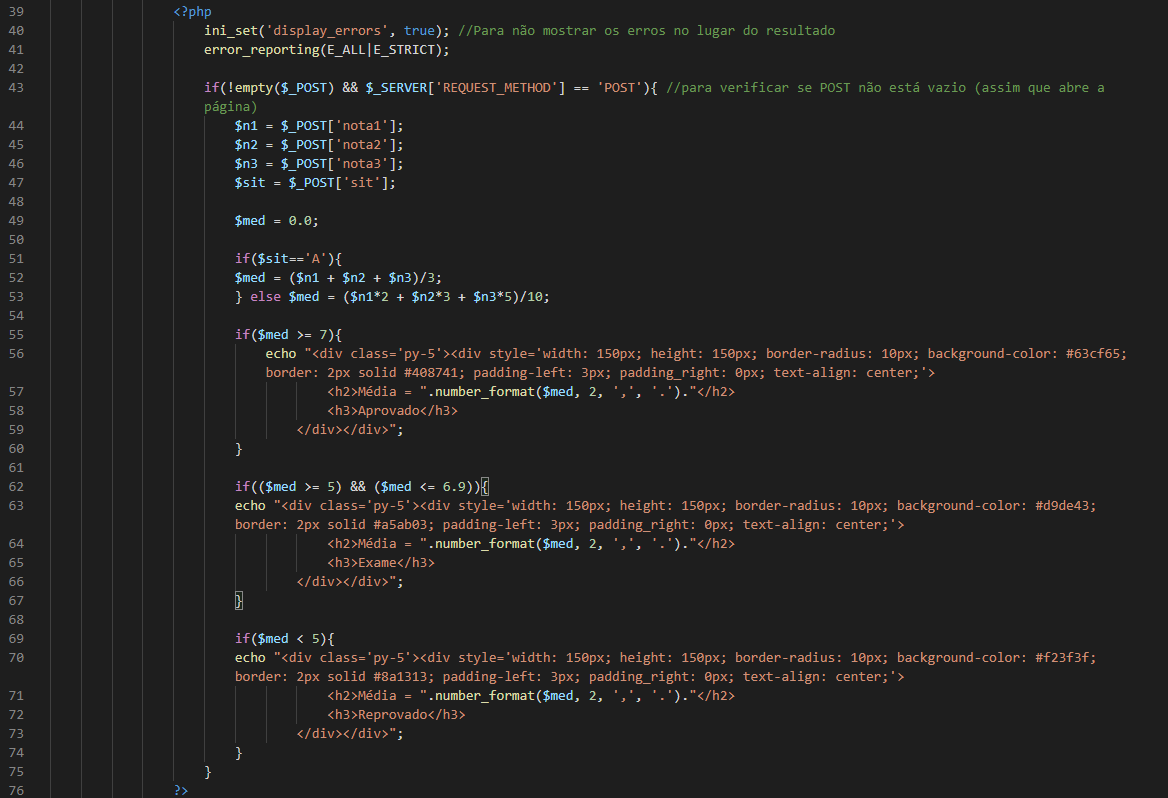 39 <?php
40 ini_set('display_errors', true); //Para não mostrar os erros no lugar do resultado
41 error_reporting(E_ALL|E_STRICT);
42
43 if(!empty($_POST) && $_SERVER['REQUEST_METHOD'] == 'POST'){ //para verificar se POST não está vazio (assim que abre a
página)
44 $n1 = $_POST['nota1'];
45 $n2 = $_POST['nota2'];
46 $n3 = $_POST['nota3'];
47 $sit = $_POST['sit'];
48
49 $med = 0.0;
50
51 if($sit=='A'){
52 $med = ($n1 + $n2 + $n3)/3;
53 } else $med = ($n1*2 + $n2*3 + $n3*5)/10;
54
55 if($med >= 7){
56 echo "<div class='py-5'><div style='width: 150px; height: 150px; border-radius: 10px; background-color: #63cf65;
border: 2px solid #408741; padding-left: 3px; padding_right: 0px; text-align: center;'>
57 <h2>Média = ".number_format($med, 2, ',', '.')."</h2>
58 <h3>Aprovado</h3>
59 </div></div>";
60 }
61
62 if(($med >= 5) && ($med <= 6.9)){
63 echo "<div class='py-5'><div style='width: 150px; height: 150px; border-radius: 10px; background-color: #d9de43;
border: 2px solid #a5ab03; padding-left: 3px; padding_right: 0px; text-align: center;'>
64 <h2>Média = ".number_format($med, 2, ',', '.')."</h2>
65 <h3>Exame</h3>
66 </div></div>";
67 }
68
69 if($med < 5){
70 echo "<div class='py-5'><div style='width: 150px; height: 150px; border-radius: 10px; background-color: #f23f3f;
border: 2px solid #8a1313; padding-left: 3px; padding_right: 0px; text-align: center;'>
71 <h2>Média = ".number_format($med, 2, ',', '.')."</h2>
72 <h3>Reprovado</h3>
73 </div></div>";
74 }
75 }
76 ?>